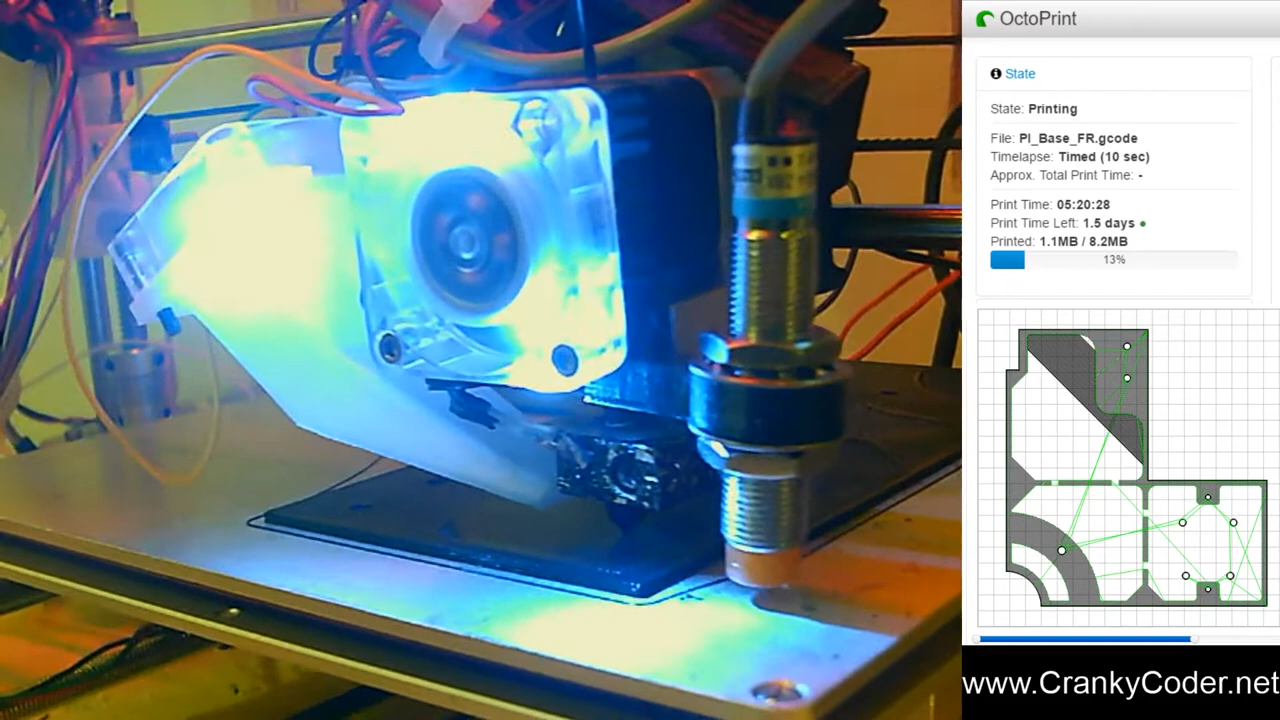 OctoPrint
State
State: Printing
File: PI_Base_FR.gcode
Timelapse: Timed (10 sec)
Approx. Total Print Time: -
Print Time: 05:20:28
Print Time Left: 1.5 days
Printed: 1.1MB / 8.2MB
13%
www.CrankyCoder.net